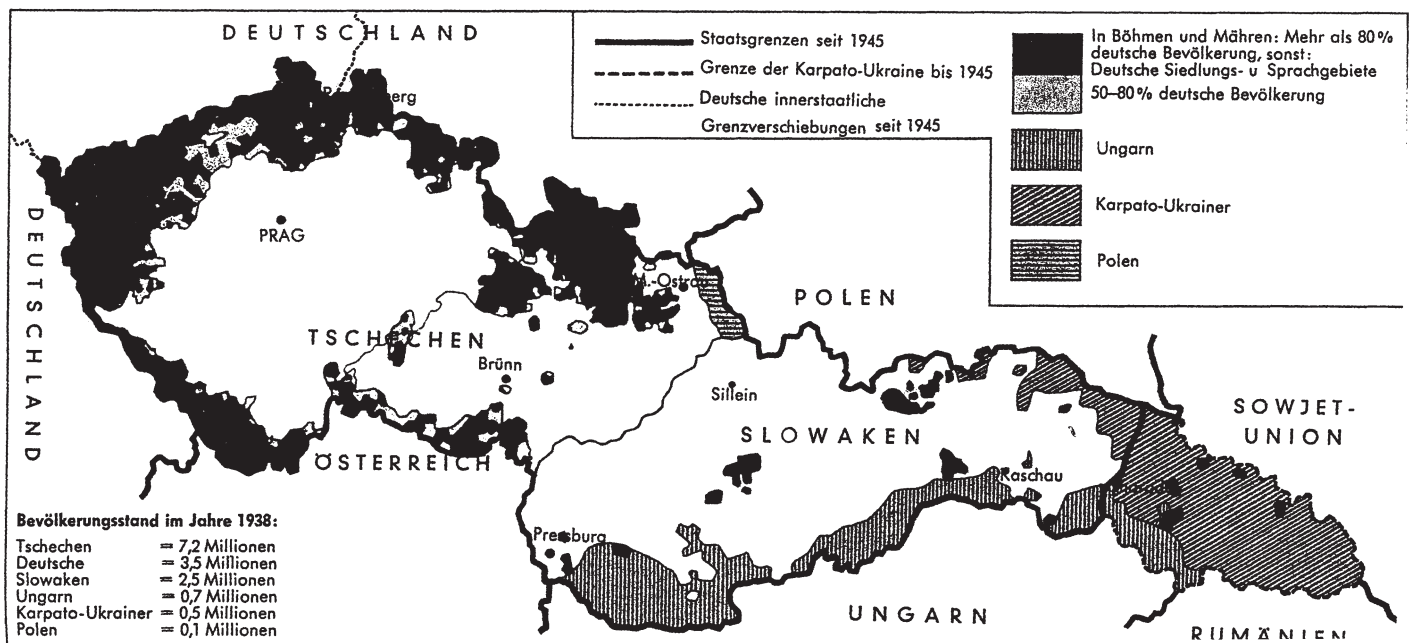 DEUTSCHLAND
Staatsgrenzen seit 1945
Grenze der Karpato-Ukraine bis 1945
Deutsche innerstaatliche
Grenzverschiebungen seit 1945
In Böhmen und Mähren: Mehr als 80%
deutsche Bevölkerung, sonst:
Deutsche Siedlungs- u Sprachgebiete
50–80% deutsche Bevölkerung
Ungarn
Karpato-Ukrainer
Polen
DEUTSCHLAND
PRAG
POLEN
TSCHECHEN
Brünn
Sillein
SLOWAKEN
SOWJET-
UNION
ÖSTERREICH
Kaschau
Pressburg
UNGARN
RUMÄNIEN
Bevölkerungsstand im Jahre 1938:
Tschechen = 7,2 Millionen
Deutsche = 3,5 Millionen
Slowaken = 2,5 Millionen
Ungarn = 0,7 Millionen
Karpato-Ukrainer = 0,5 Millionen
Polen = 0,1 Millionen